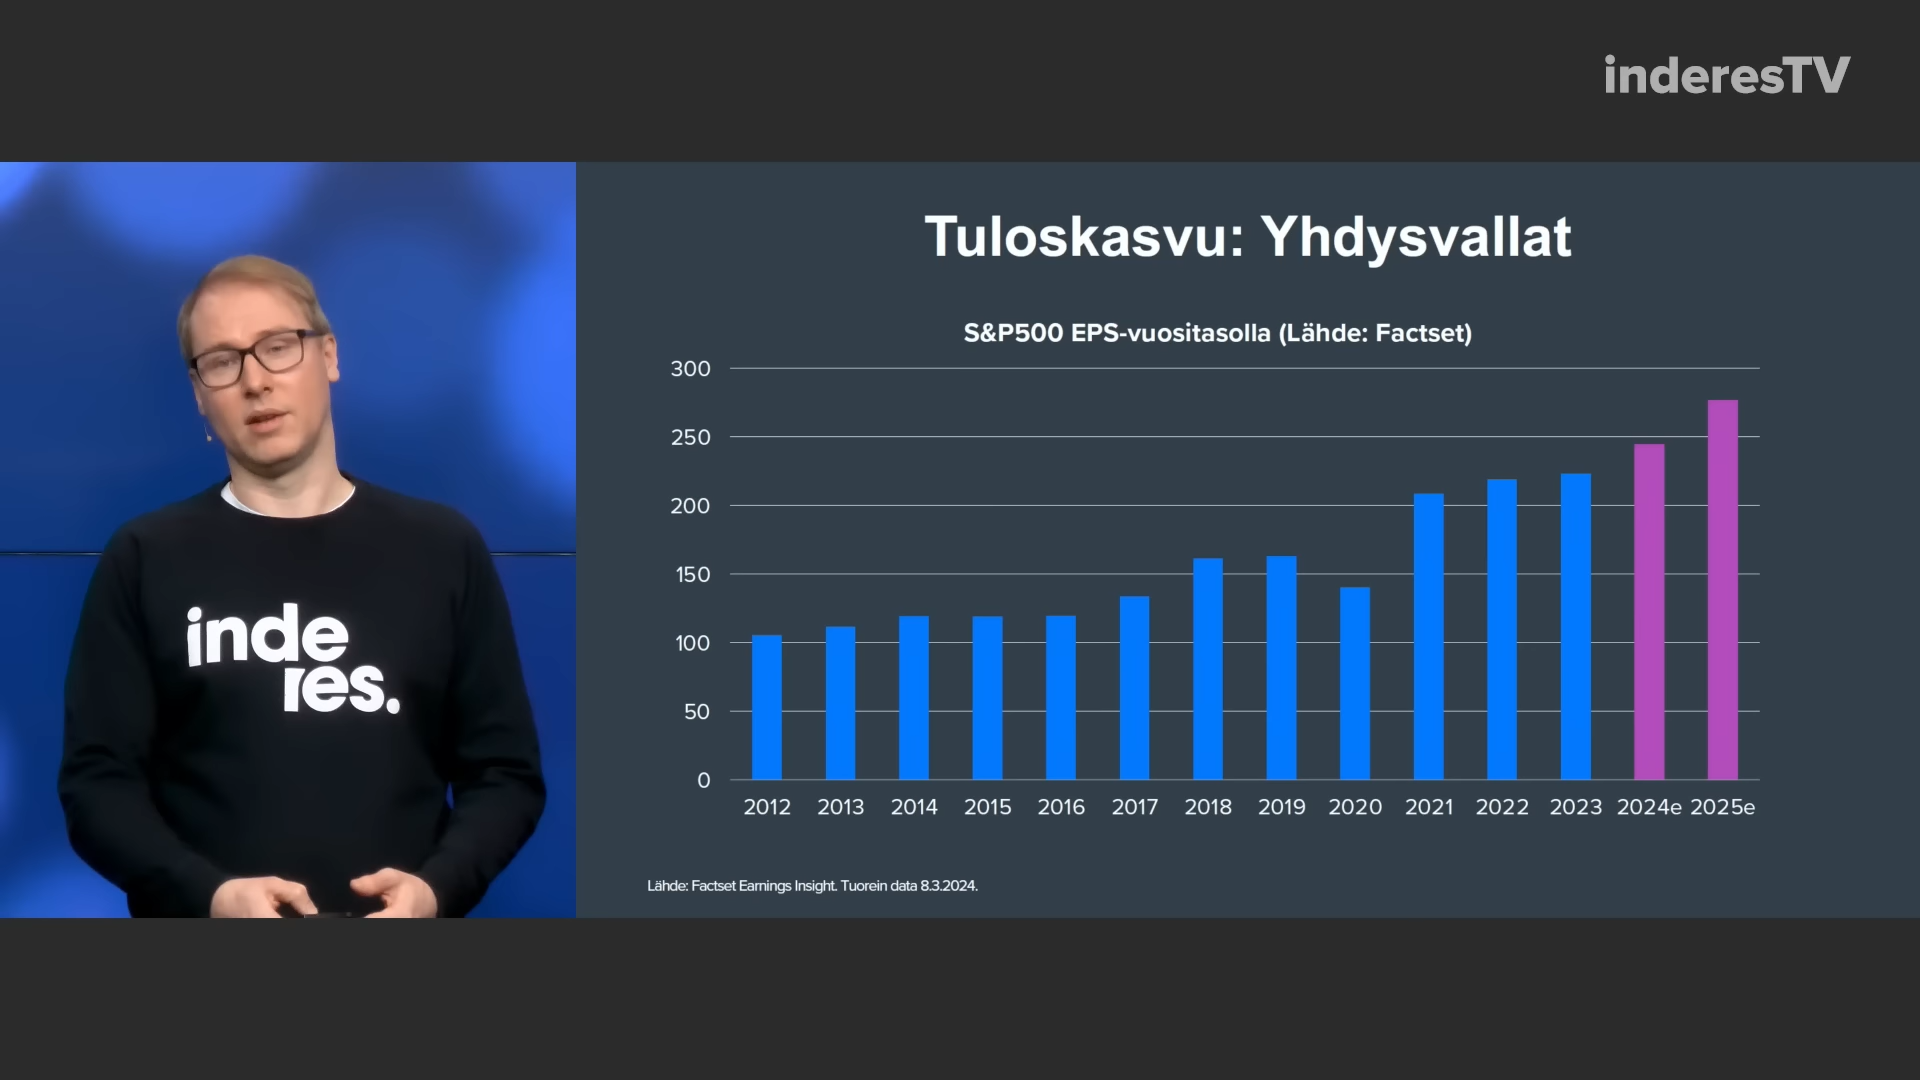 inderesTV
inde
res.
Tuloskasvu: Yhdysvallat
S&P500 EPS-vuositasolla (Lähde: Factset)
300
250
200
150
100
50
0
2012 2013 2014 2015 2016 2017 2018 2019 2020 2021 2022 2023 2024e 2025e
Lähde: Factset Earnings Insight. Tuorein data 8.3.2024.